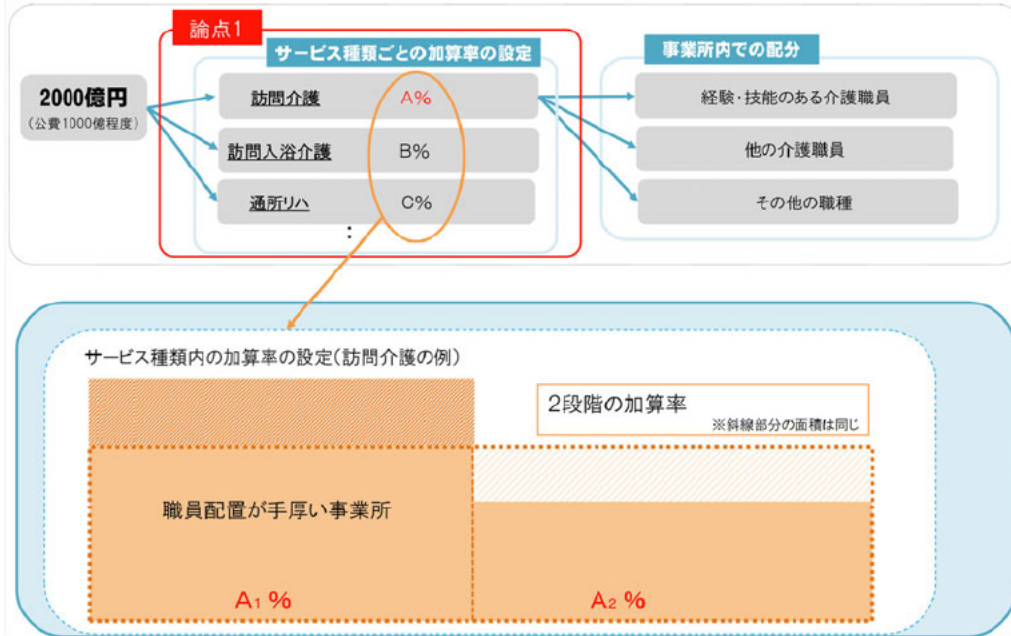 論点1
サービス種類ごとの加算率の設定
事業所内での配分
2000億円
(公費1000億程度)
訪問介護 A%
訪問入浴介護 B%
通所リハ C%
:
経験・技能のある介護職員
他の介護職員
その他の職種
サービス種類内の加算率の設定(訪問介護の例)
2段階の加算率
※斜線部分の面積は同じ
職員配置が手厚い事業所
A1 %
A2 %